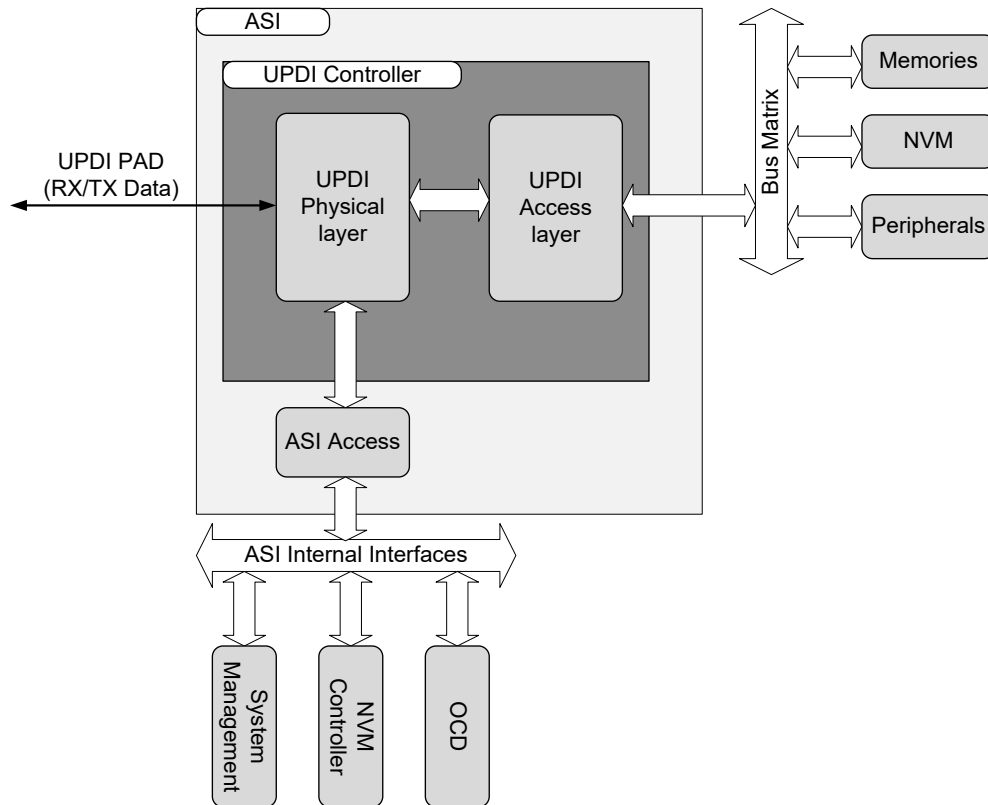 ASI
UPDI Controller
UPDI PAD
(RX/TX Data)
UPDI
Physical
layer
UPDI
Access
layer
Bus Matrix
Memories
NVM
Peripherals
ASI Access
ASI Internal Interfaces
System
Management
NVM
Controller
OCD